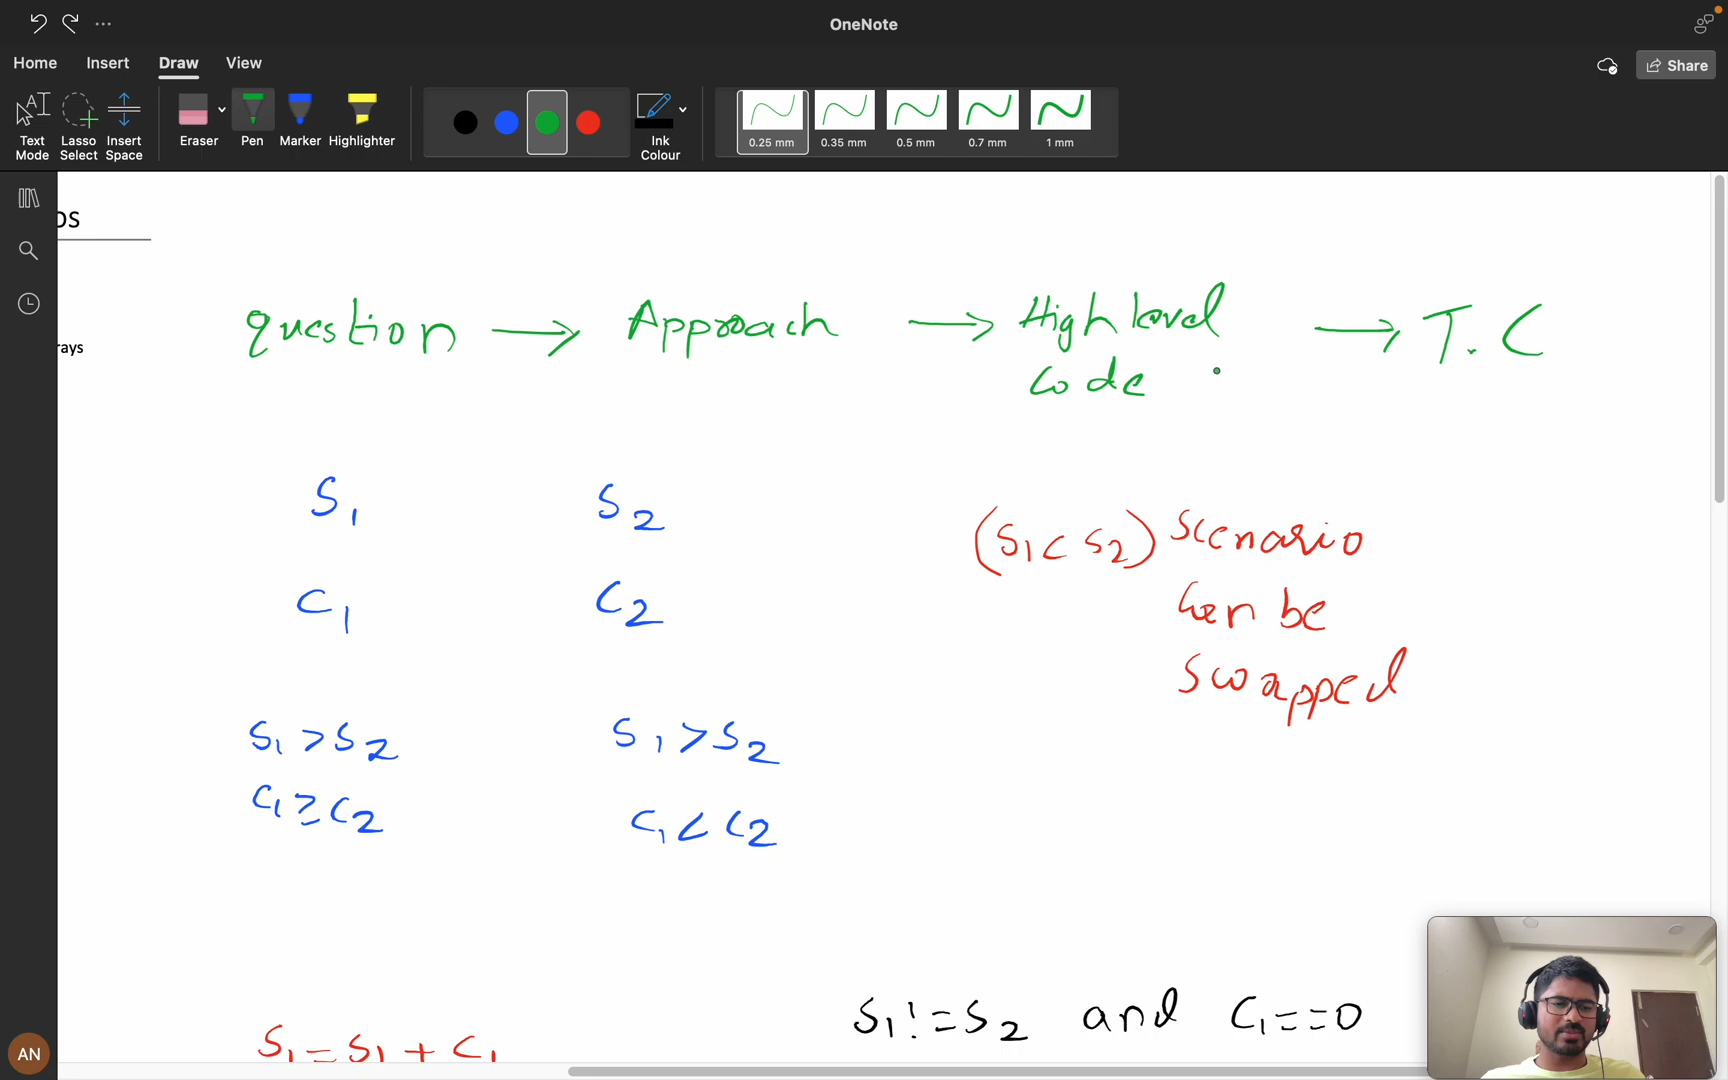 OneNote
Home Insert Draw View
Share
Text Mode
Lasso Select
Insert Space
Eraser
Pen
Marker
Highlighter
Ink Colour
0.25 mm
0.35 mm
0.5 mm
0.7 mm
1 mm
OS
rays
question → Approach → High level → T.C
code
S1 S2
C1 C2
(S1 < S2) Scenario
can be
swapped
S1 > S2 S1 > S2
C1 ≥ C2 C1 < C2
S1 != S2 and C1 == 0
S1 = S1 + C1
AN